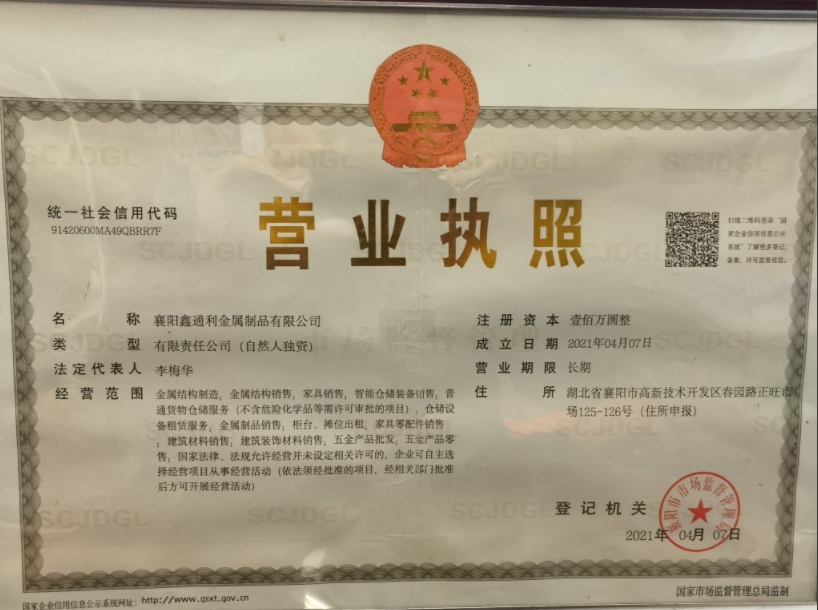 统一社会信用代码
91420600MA49QBRR7F
营业执照
扫描二维码登录"国
家企业信用信息公示
系统"了解更多登记、
备案、许可监管信息。
名称 襄阳鑫通利金属制品有限公司
类型 有限责任公司（自然人独资）
法定代表人 李梅华
经营范围 金属结构制造，金属结构销售，家具销售，智能仓储装备销售，普
通货物仓储服务（不含危险化学品等需许可审批的项目），仓储设
备租赁服务，金属制品销售，柜台、摊位出租，家具零配件销售
，建筑材料销售，建筑装饰材料销售，五金产品批发，五金产品零
售；国家法律、法规允许经营并未设定相关许可的，企业可自主选
择经营项目从事经营活动（依法须经批准的项目，经相关部门批准
后方可开展经营活动）
注册资本 壹佰万圆整
成立日期 2021年04月07日
营业期限 长期
住所 湖北省襄阳市高新技术开发区春园路正旺市
场125-126号（住所申报）
登记机关
襄阳市市场监督管理局
2021年 04月 07日
国家企业信用信息公示系统网址：http://www.gsxt.gov.cn
国家市场监督管理总局监制
SCJDGL